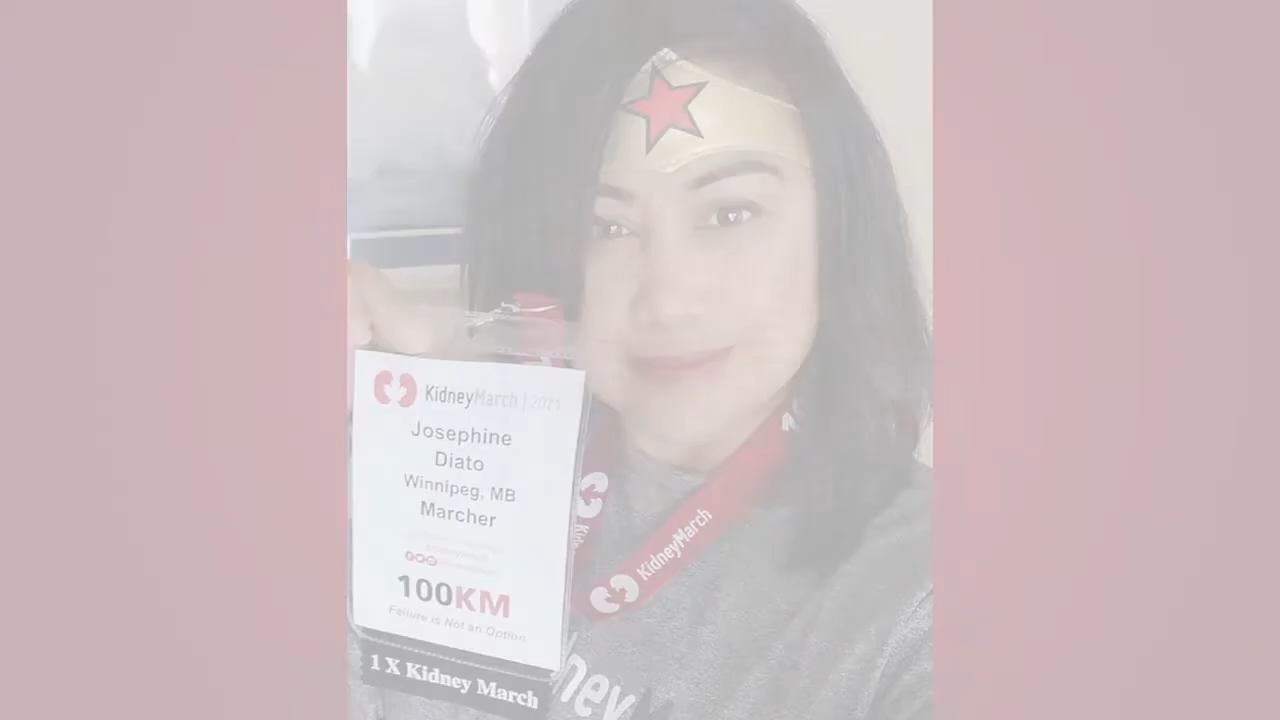 KidneyMarch | 2021
Josephine
Diato
Winnipeg, MB
Marcher
100KM
Failure is Not an Option
1 X Kidney March
KidneyMarch